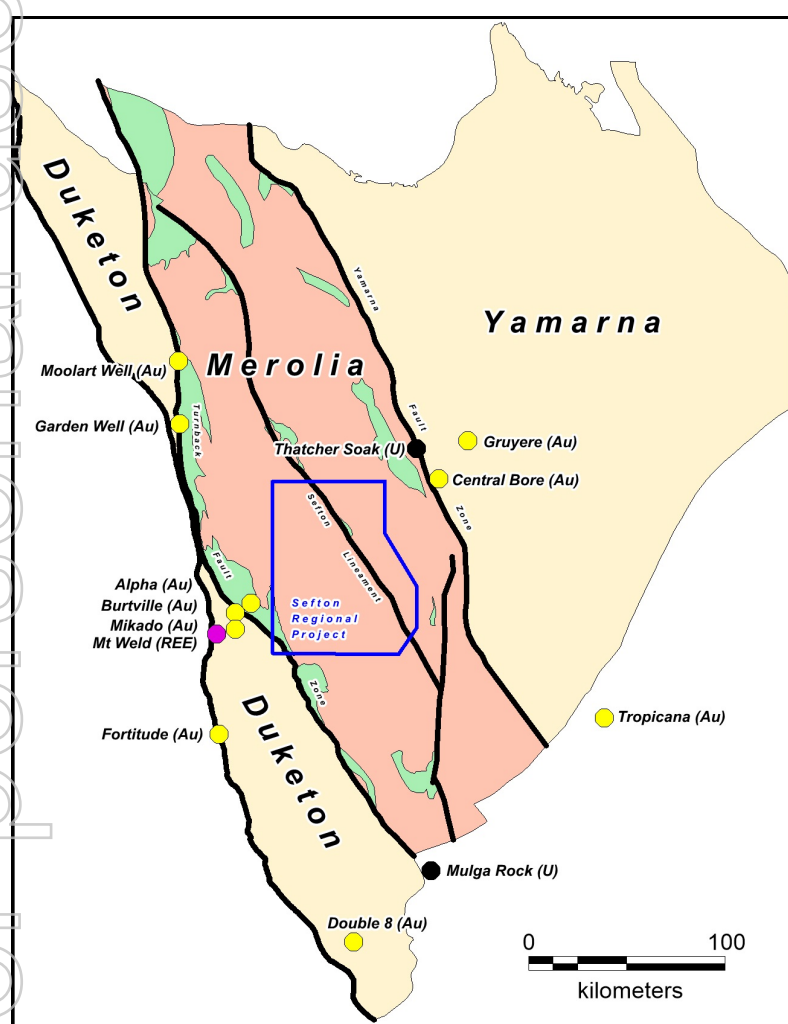 Duketon
Yamarna
Yamarna
Merolia
Moolart Well (Au)
Turnback
Garden Well (Au)
Fault
Gruyere (Au)
Thatcher Soak (U)
Central Bore (Au)
Sefton
Zone
Lineament
Fault
Alpha (Au)
Burtville (Au)
Mikado (Au)
Mt Weld (REE)
Sefton
Regional
Project
Zone
Duketon
Fortitude (Au)
Tropicana (Au)
Mulga Rock (U)
Double 8 (Au)
0 100
kilometers